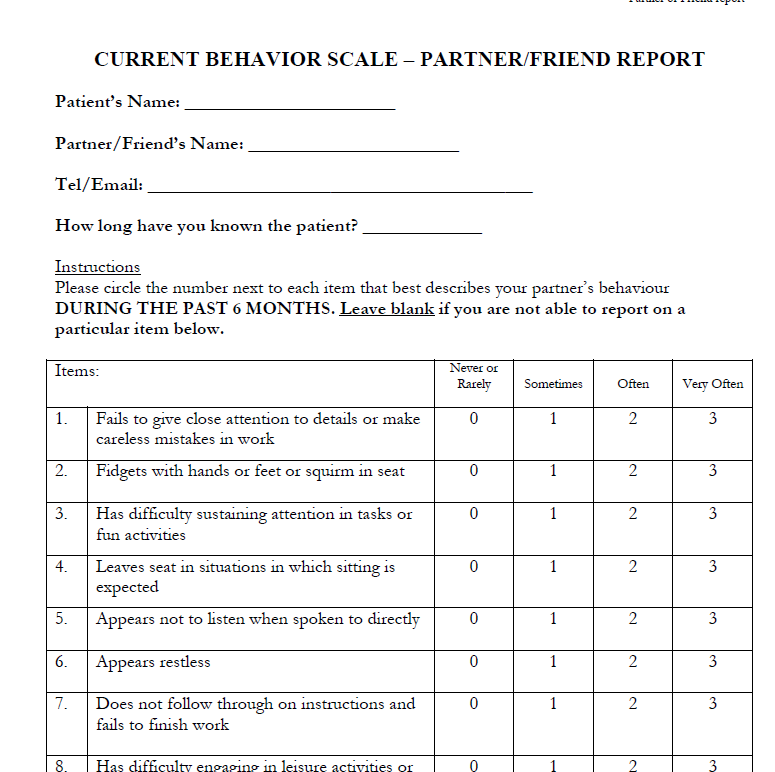 Partner or Friend report
CURRENT BEHAVIOR SCALE – PARTNER/FRIEND REPORT
Patient's Name: ______________________
Partner/Friend's Name: ______________________
Tel/Email: ________________________________________
How long have you known the patient? ____________
Instructions
Please circle the number next to each item that best describes your partner's behaviour
DURING THE PAST 6 MONTHS. Leave blank if you are not able to report on a
particular item below.
Items:
Never or
Rarely
Sometimes
Often
Very Often
1. Fails to give close attention to details or make 0 1 2 3
careless mistakes in work
2. Fidgets with hands or feet or squirm in seat 0 1 2 3
3. Has difficulty sustaining attention in tasks or 0 1 2 3
fun activities
4. Leaves seat in situations in which sitting is 0 1 2 3
expected
5. Appears not to listen when spoken to directly 0 1 2 3
6. Appears restless 0 1 2 3
7. Does not follow through on instructions and 0 1 2 3
fails to finish work
8. Has difficulty engaging in leisure activities or 0 1 2 3